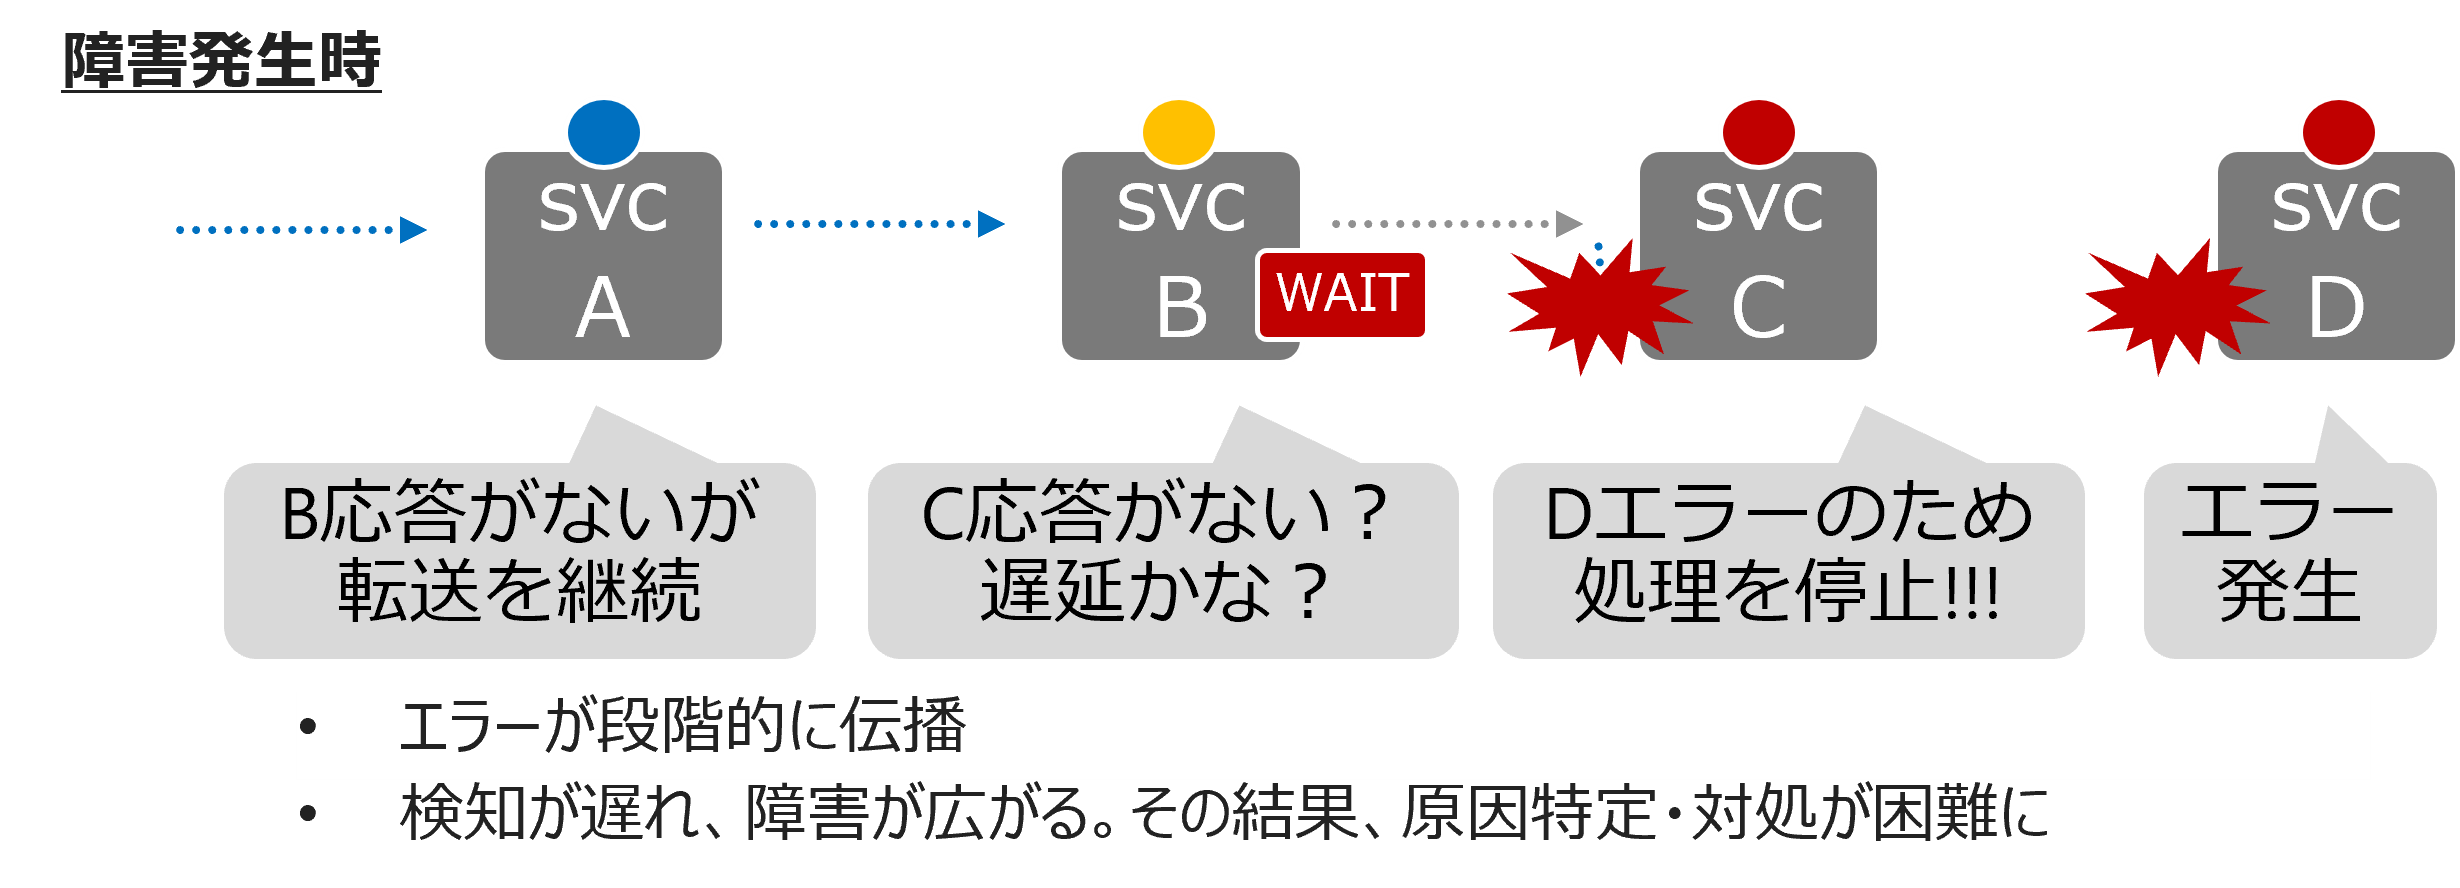 障害発生時
SVC
A
SVC
B
WAIT
SVC
C
SVC
D
B応答がないが
転送を継続
C応答がない？
遅延かな？
Dエラーのため
処理を停止!!!
エラー
発生
• エラーが段階的に伝播
• 検知が遅れ、障害が広がる。その結果、原因特定・対処が困難に